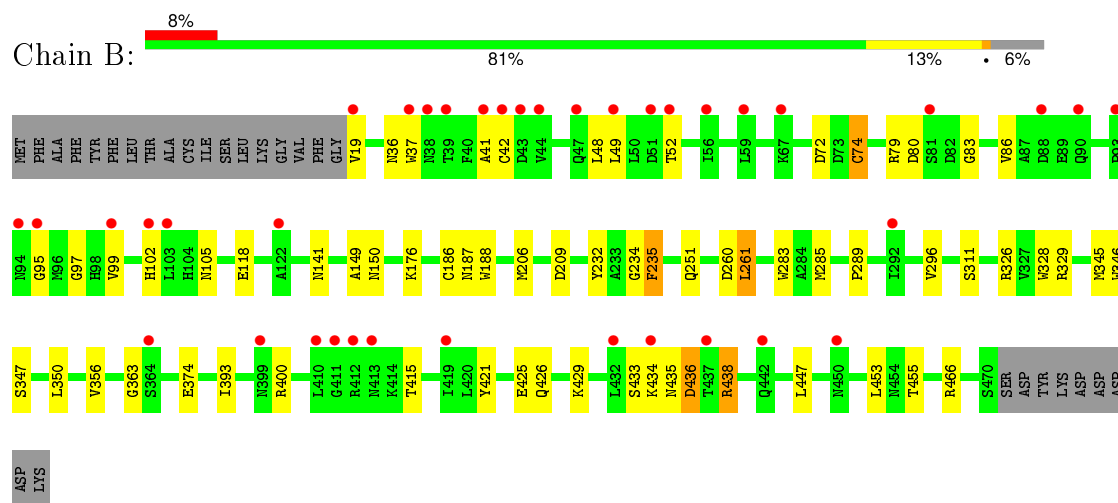 8%
Chain B:
81% 13% • 6%
MET PHE ALA PHE TYR PHE PHE LEU THR ALA CYS ILE SER LEU LYS GLY VAL PHE GLY V19 N36 W37 N38 T39 F40 A41 C42 D43 V44 Q47 L48 L49 L50 D51 T52 I56 L59 K67 D72 D73 C74 R79 D80 S81 D82 G83 V86 A87 D88 E89 Q90
N94 G95 M96 G97 H98 V99 H102 L103 H104 N105 E118 A122 N141 A149 N150 K176 C186 N187 W188 M206 D209 Y232 A233 G234 F235 Q251 D260 L261 W283 A284 M285 P289 I292 V296 S311 R326 V327 W328 R329 M345
S347 L350 V356 G363 S364 E374 I393 N399 R400 L410 G411 R412 N413 K414 T415 I419 L420 Y421 E425 Q426 K429 L432 S433 K434 N435 D436 T437 R438 Q442 L447 N450 L453 N454 T455 R466 S470 SER ASP TYR LYS ASP ASP ASP
ASP LYS